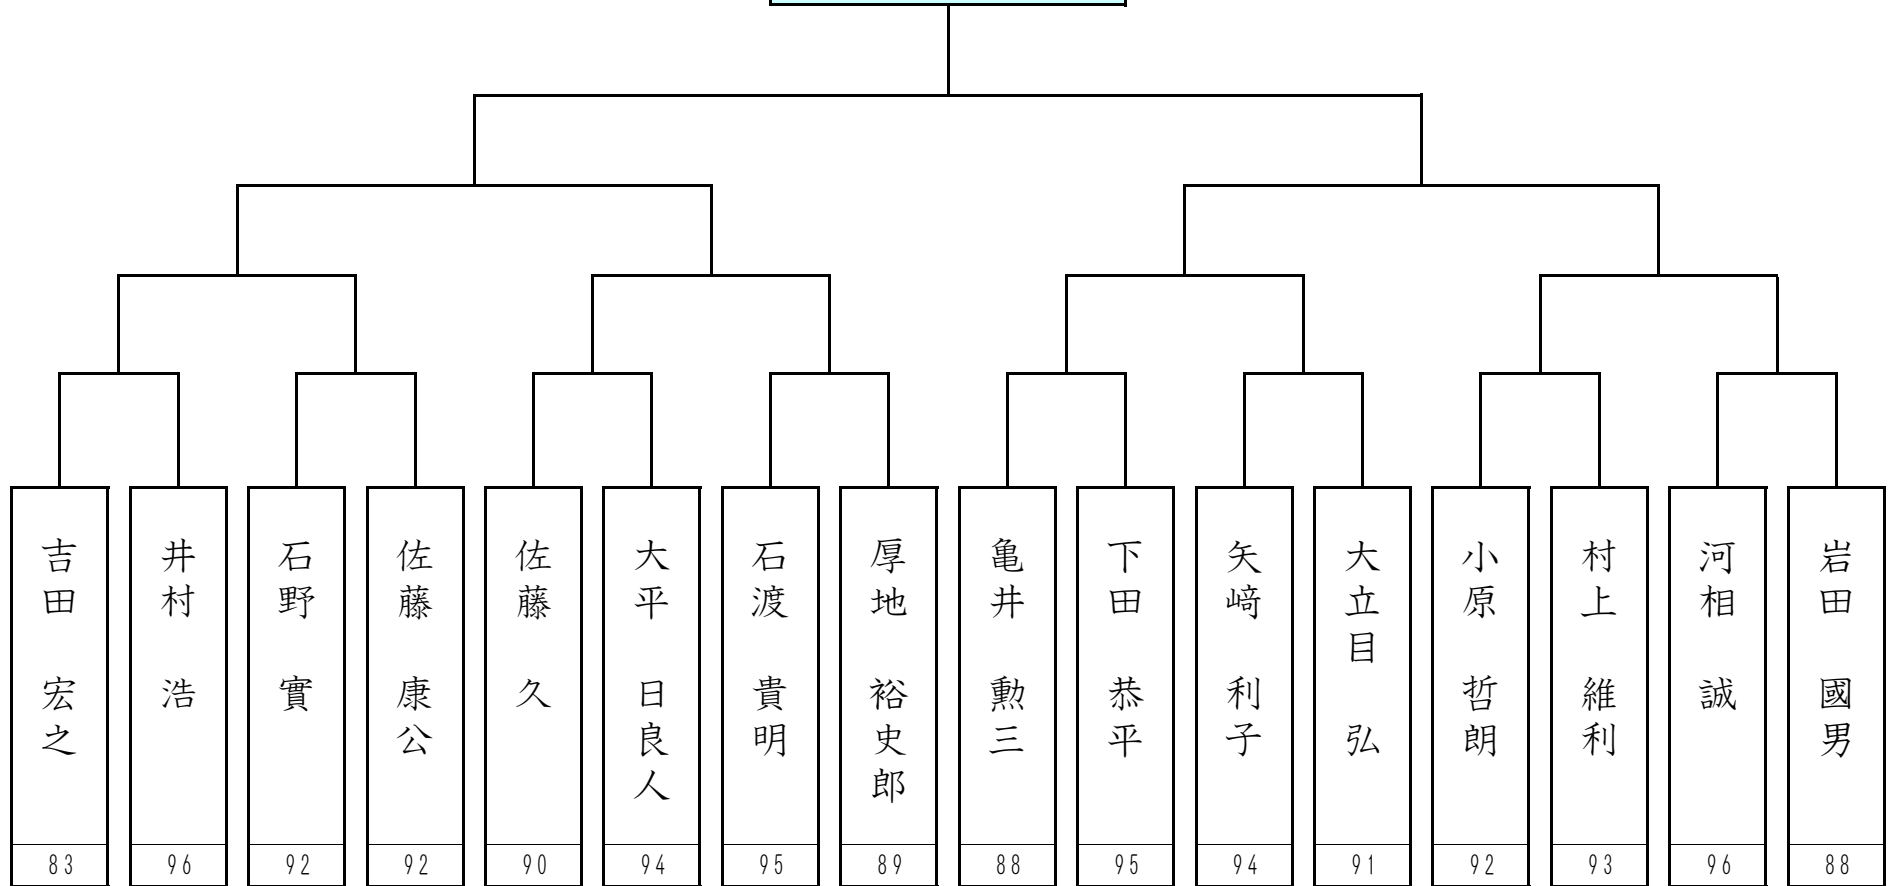 吉田 宏之
83
井村 浩
96
石野 實
92
佐藤 康公
92
佐藤 久
90
大平 日良人
94
石渡 貴明
95
厚地 裕史郎
89
亀井 勲三
88
下田 恭平
95
矢﨑 利子
94
大立目 弘
91
小原 哲朗
92
村上 維利
93
河相 誠
96
岩田 國男
88